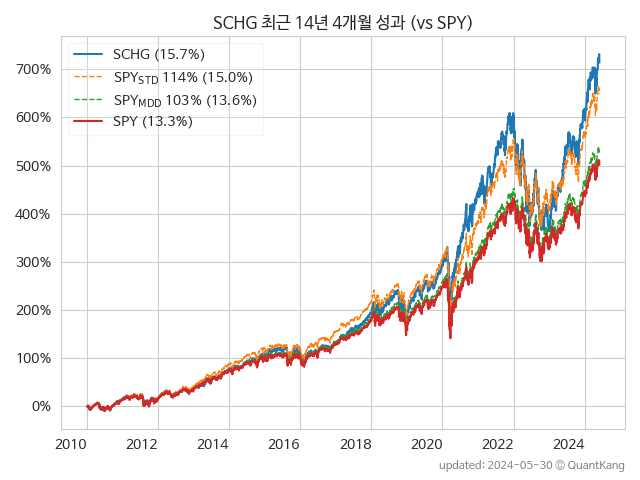 SCHG 최근 14년 4개월 성과 (vs SPY)
SCHG (15.7%)
SPY_STD 114% (15.0%)
SPY_MDD 103% (13.6%)
SPY (13.3%)
700%
600%
500%
400%
300%
200%
100%
0%
2010 2012 2014 2016 2018 2020 2022 2024
updated: 2024-05-30 © QuantKang